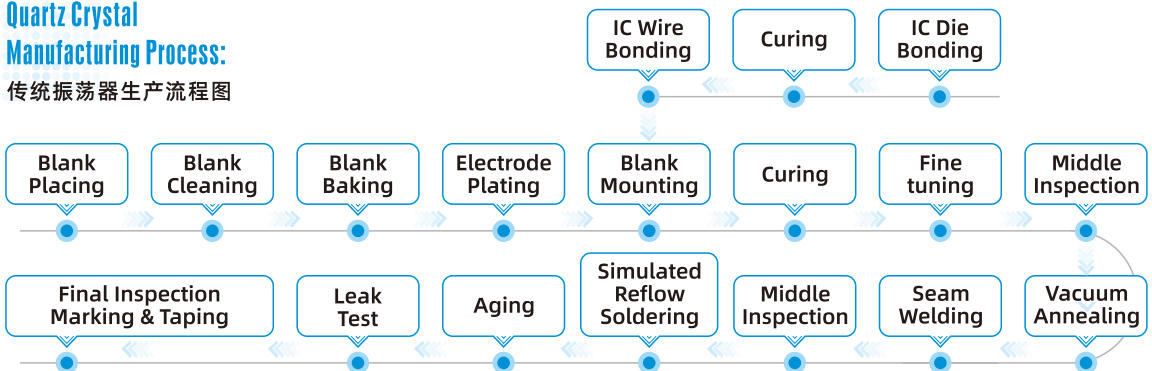 Quartz Crystal
Manufacturing Process:
传统振荡器生产流程图
IC Wire
Bonding
Curing
IC Die
Bonding
Blank
Placing
Blank
Cleaning
Blank
Baking
Electrode
Plating
Blank
Mounting
Curing
Fine
tuning
Middle
Inspection
Final Inspection
Marking & Taping
Leak
Test
Aging
Simulated
Reflow
Soldering
Middle
Inspection
Seam
Welding
Vacuum
Annealing